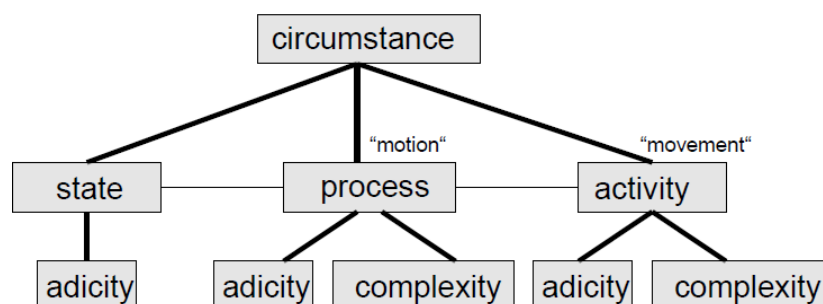 circumstance
“motion“
“movement“
state
process
activity
adicity
adicity
complexity
adicity
complexity